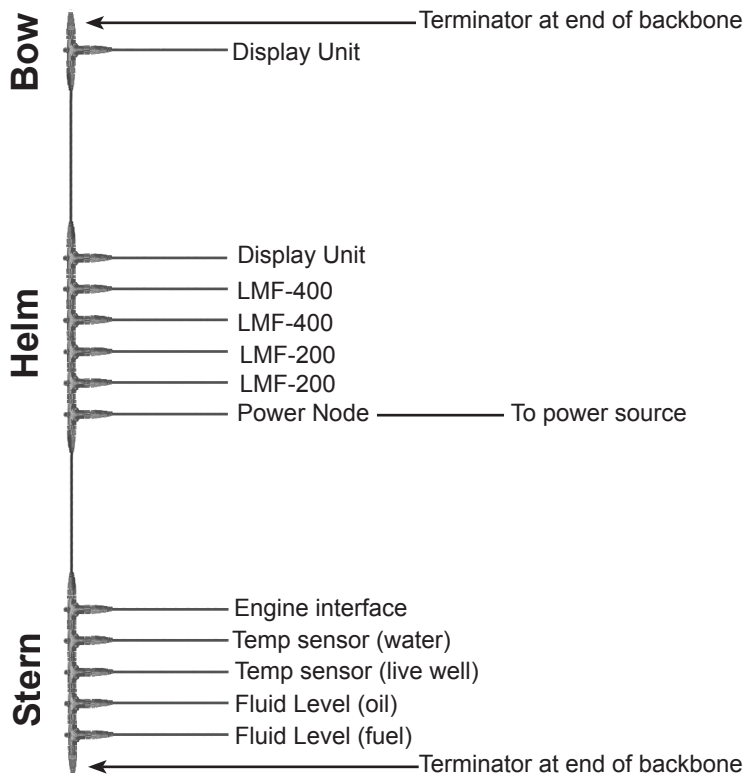 Bow
Terminator at end of backbone
Display Unit
Helm
Display Unit
LMF-400
LMF-400
LMF-200
LMF-200
Power Node
To power source
Stern
Engine interface
Temp sensor (water)
Temp sensor (live well)
Fluid Level (oil)
Fluid Level (fuel)
Terminator at end of backbone